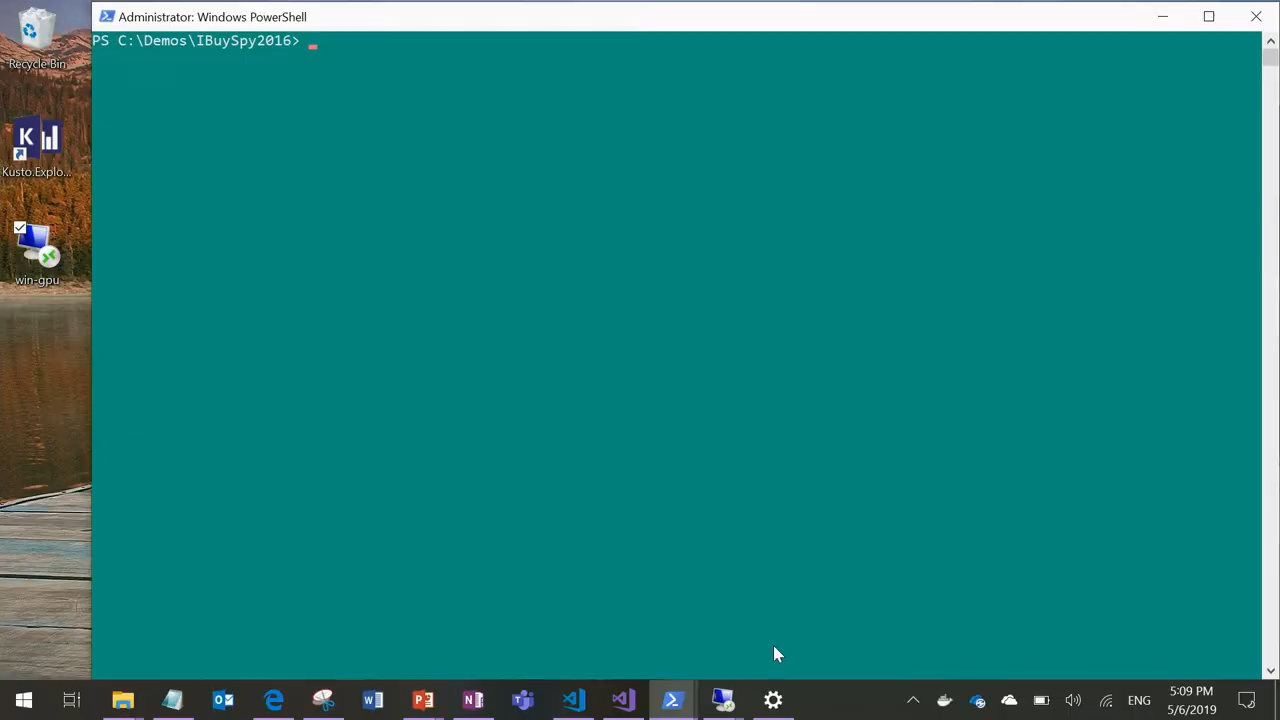 Administrator: Windows PowerShell
PS C:\Demos\IBuySpy2016>
Recycle Bin
Kusto.Explo...
win-gpu
ENG
5:09 PM
5/6/2019